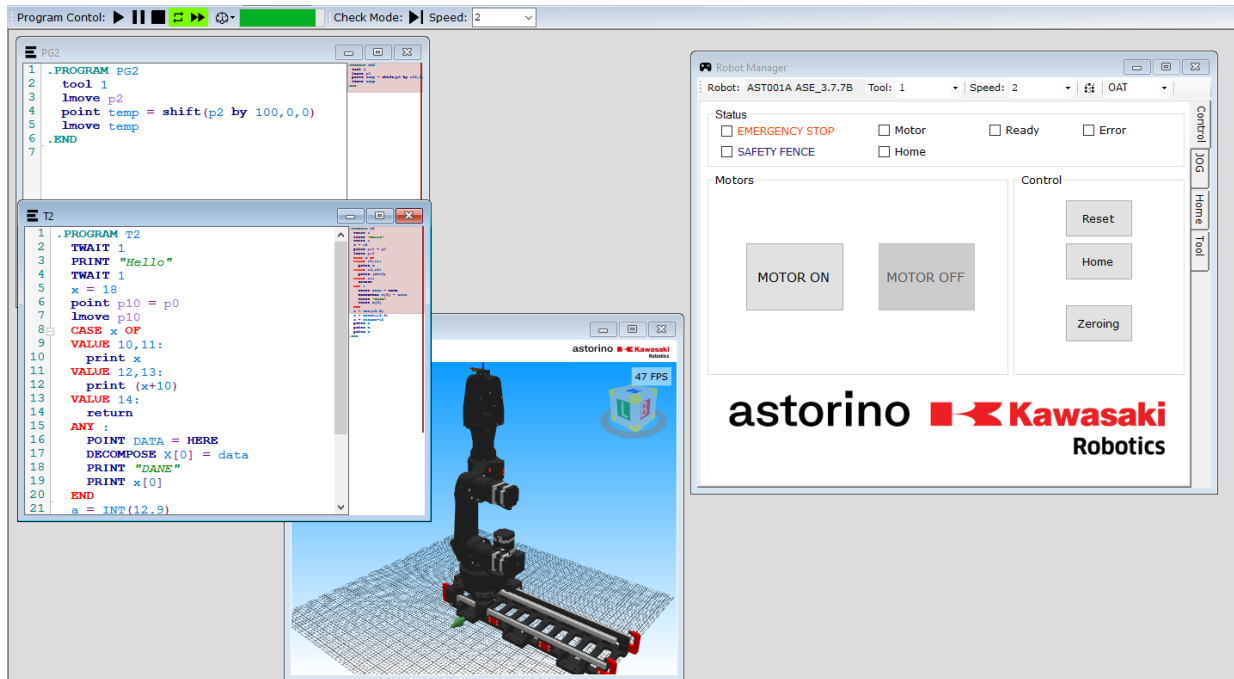 Program Contol:
Check Mode:
Speed: 2
PG2
1 .PROGRAM PG2
2 tool 1
3 lmove p2
4 point temp = shift(p2 by 100,0,0)
5 lmove temp
6 .END
7
T2
1 .PROGRAM T2
2 TWAIT 1
3 PRINT "Hello"
4 TWAIT 1
5 x = 18
6 point p10 = p0
7 lmove p10
8 CASE x OF
9 VALUE 10,11:
10 print x
11 VALUE 12,13:
12 print (x+10)
13 VALUE 14:
14 return
15 ANY :
16 POINT DATA = HERE
17 DECOMPOSE X[0] = data
18 PRINT "DANE"
19 PRINT x[0]
20 END
21 a = INT(12.9)
astorino Kawasaki
Robotics
47 FPS
L B
Robot Manager
Robot: AST001A ASE_3.7.7B Tool: 1 Speed: 2 OAT
Status
EMERGENCY STOP Motor Ready Error
SAFETY FENCE Home
Motors
MOTOR ON MOTOR OFF
Control
Reset
Home
Zeroing
astorino Kawasaki
Robotics
Control
JOG
Home
Tool